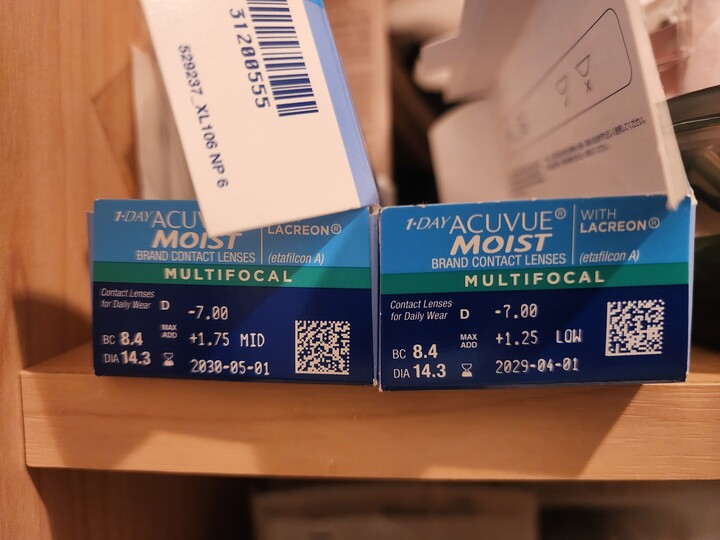 31200555
529237_XL106 NP 6
1-DAY ACUV
MOIST
LACREON®
BRAND CONTACT LENSES
(etafilcon A)
MULTIFOCAL
Contact Lenses
for Daily Wear
D -7.00
MAX
ADD +1.75 MID
BC 8.4
DIA 14.3
2030-05-01
1-DAY ACUVUE® WITH
MOIST LACREON®
BRAND CONTACT LENSES (etafilcon A)
MULTIFOCAL
Contact Lenses
for Daily Wear
D -7.00
MAX
ADD +1.25 LOW
BC 8.4
DIA 14.3
2029-04-01